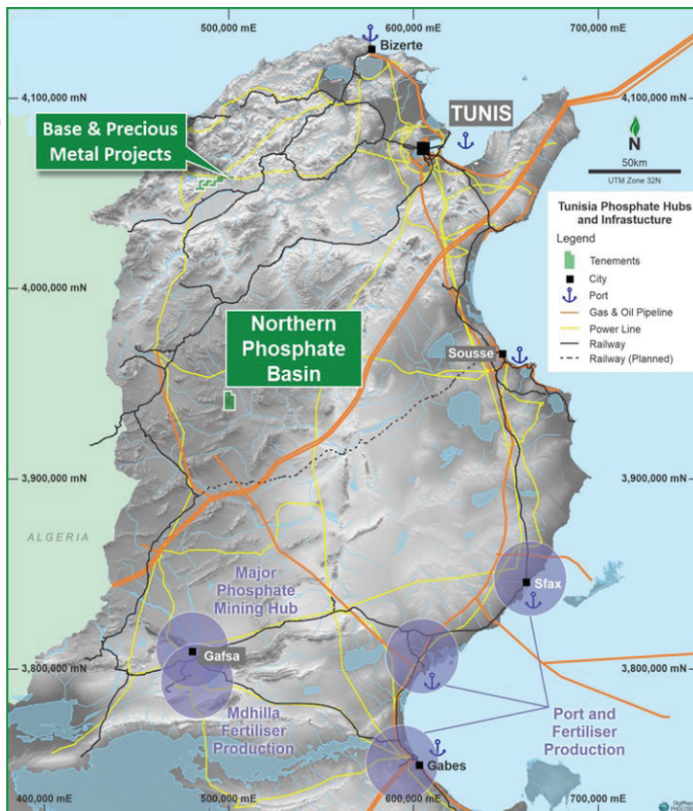 500,000 mE
600,000 mE
700,000 mE
Bizerte
4,100,000 mN
4,100,000 mN
TUNIS
Base & Precious
Metal Projects
N
50km
UTM Zone 32N
Tunisia Phosphate Hubs
and Infrastucture
Legend
Tenements
City
Port
Gas & Oil Pipeline
Power Line
Railway
Railway (Planned)
4,000,000 mN
Northern
Phosphate
Basin
Sousse
3,900,000 mN
3,900,000 mN
ALGERIA
Major
Phosphate
Mining Hub
Sfax
Gafsa
3,800,000 mN
3,800,000 mN
Mdhilla
Fertiliser
Production
Port and
Fertiliser
Production
Gabes
400,000 mE
500,000 mE
600,000 mE
700,000 mE